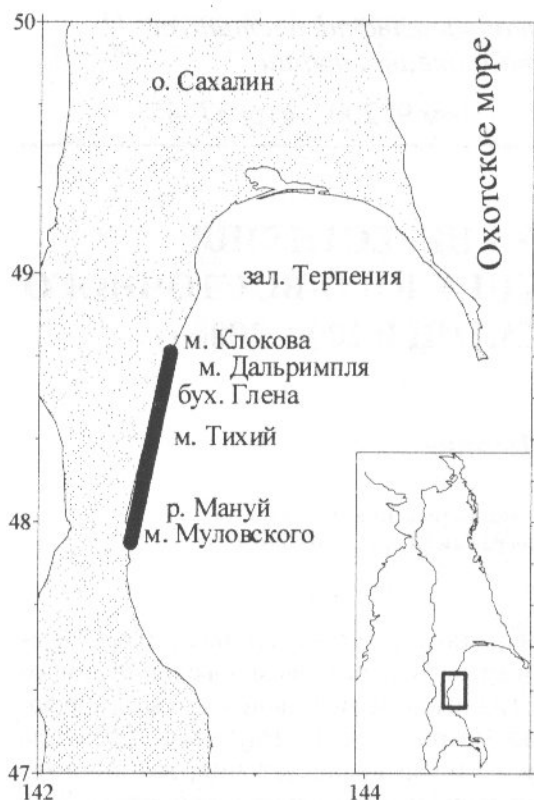 50
о. Сахалин
Охотское море
49
зал. Терпения
м. Клокова
м. Дальримпля
бух. Глена
м. Тихий
48
р. Мануй
м. Муловского
47
142
144